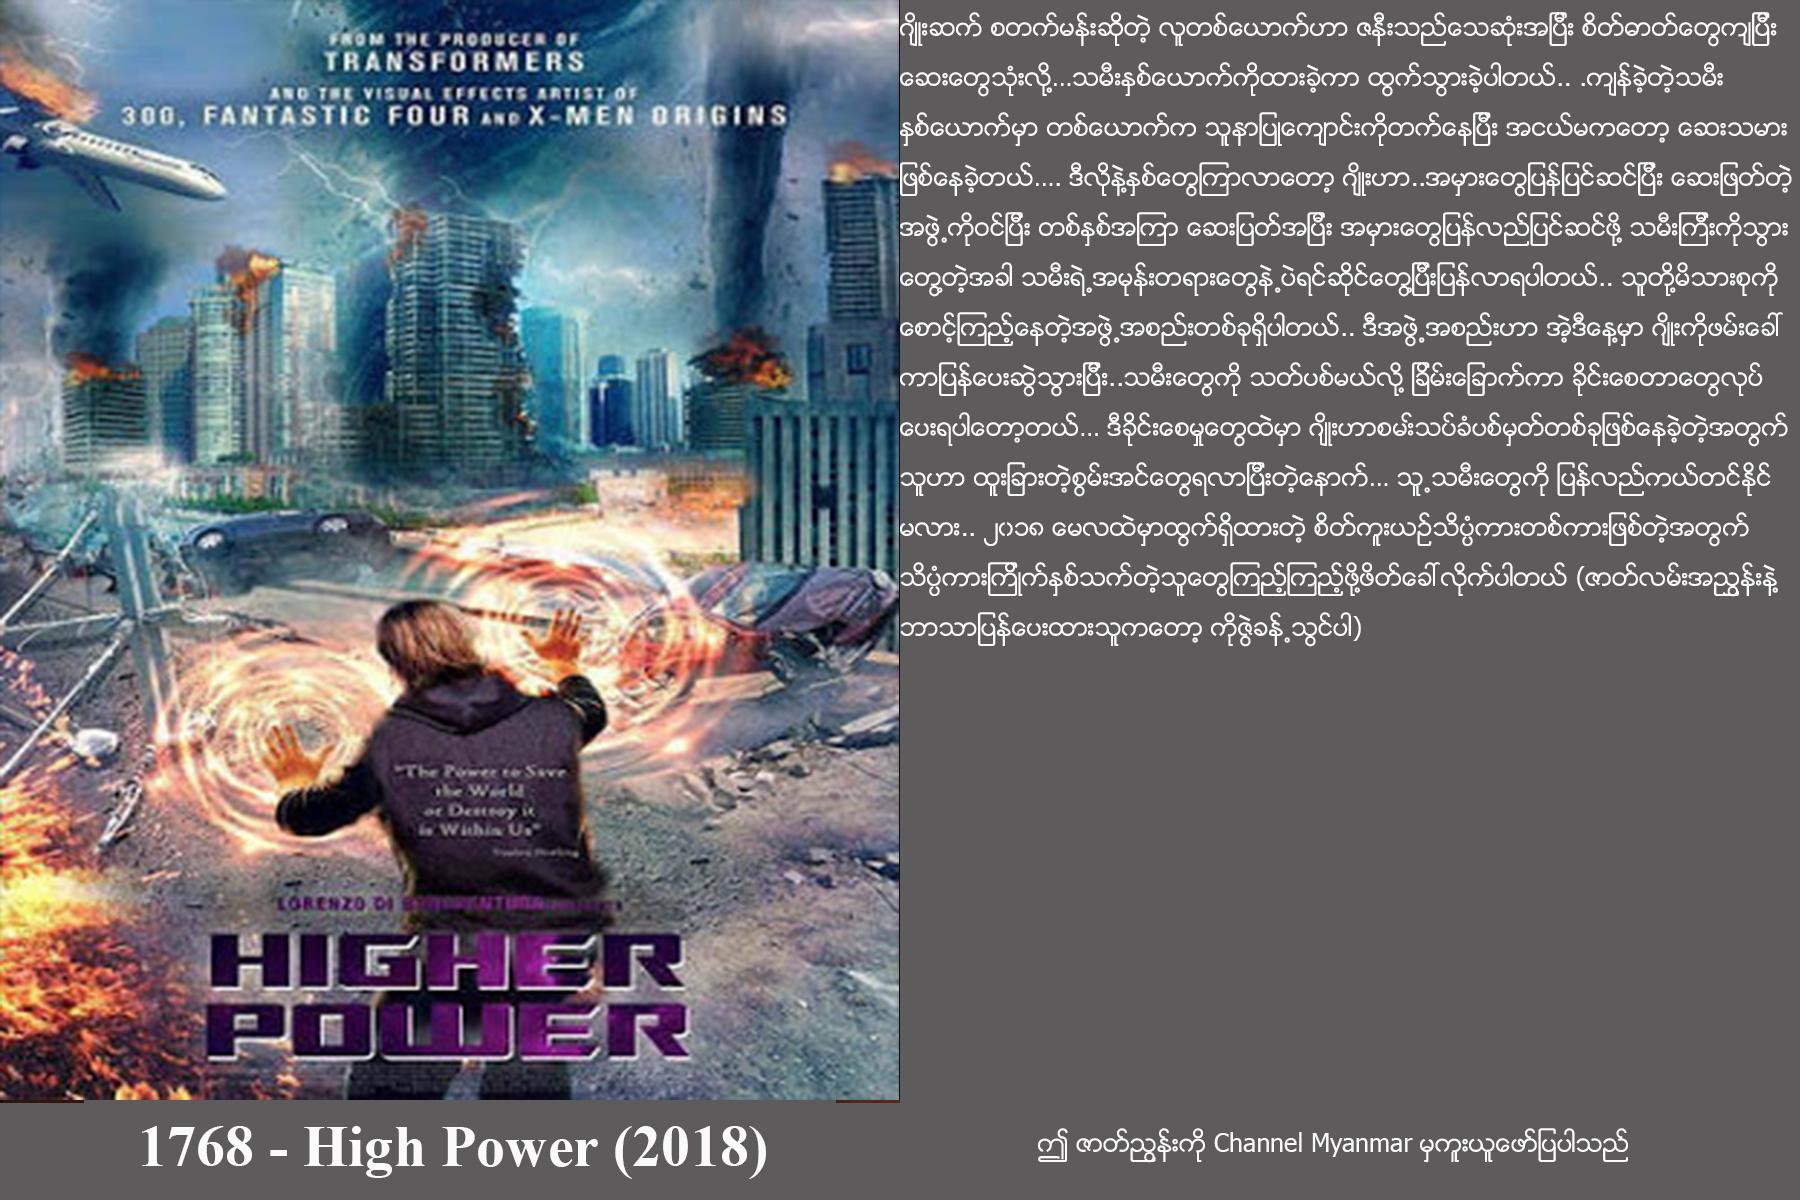 FROM THE PRODUCER OF
TRANSFORMERS
AND THE VISUAL EFFECTS ARTIST OF
300, FANTASTIC FOUR AND X-MEN ORIGINS
"The Power to Save
the World
or Destroy it
is Within Us"
LORENZO DI
HIGHER
POWER
1768 - High Power (2018)
ဂျိုးဆက် စတက်မန်းဆိုတဲ့ လူတစ်ယောက်ဟာ ဇနီးသည်သေဆုံးအပြီး စိတ်ဓာတ်တွေကျပြီး
ဆေးတွေသုံးလို့...သမီးနှစ်ယောက်ကိုထားခဲ့ကာ ထွက်သွားခဲ့ပါတယ်.. .ကျန်ခဲ့တဲ့သမီး
နှစ်ယောက်မှာ တစ်ယောက်က သူနာပြုကျောင်းကိုတက်နေပြီး အငယ်မကတော့ ဆေးသမား
ဖြစ်နေခဲ့တယ်.... ဒီလိုနဲ့နှစ်တွေကြာလာတော့ ဂျိုးဟာ..အမှားတွေပြန်ပြင်ဆင်ပြီး ဆေးဖြတ်တဲ့
အဖွဲ့ကိုဝင်ပြီး တစ်နှစ်အကြာ ဆေးပြတ်အပြီး အမှားတွေပြန်လည်ပြင်ဆင်ဖို့ သမီးကြီးကိုသွား
တွေ့တဲ့အခါ သမီးရဲ့အမုန်းတရားတွေနဲ့ပဲရင်ဆိုင်တွေ့ပြီးပြန်လာရပါတယ်.. သူတို့မိသားစုကို
စောင့်ကြည့်နေတဲ့အဖွဲ့အစည်းတစ်ခုရှိပါတယ်.. ဒီအဖွဲ့အစည်းဟာ အဲ့ဒီနေ့မှာ ဂျိုးကိုဖမ်းခေါ်
ကာပြန်ပေးဆွဲသွားပြီး..သမီးတွေကို သတ်ပစ်မယ်လို့ ခြိမ်းခြောက်ကာ ခိုင်းစေတာတွေလုပ်
ပေးရပါတော့တယ်... ဒီခိုင်းစေမှုတွေထဲမှာ ဂျိုးဟာစမ်းသပ်ခံပစ်မှတ်တစ်ခုဖြစ်နေခဲ့တဲ့အတွက်
သူဟာ ထူးခြားတဲ့စွမ်းအင်တွေရလာပြီးတဲ့နောက်... သူ့သမီးတွေကို ပြန်လည်ကယ်တင်နိုင်
မလား.. ၂၀၁၈ မေလထဲမှာထွက်ရှိထားတဲ့ စိတ်ကူးယဉ်သိပ္ပံကားတစ်ကားဖြစ်တဲ့အတွက်
သိပ္ပံကားကြိုက်နှစ်သက်တဲ့သူတွေကြည့်ကြည့်ဖို့ဖိတ်ခေါ်လိုက်ပါတယ် (ဇာတ်လမ်းအညွှန်းနဲ့
ဘာသာပြန်ပေးထားသူကတော့ ကိုဇွဲခန့်သွင်ပါ)
ဤ ဇာတ်ညွှန်းကို Channel Myanmar မှကူးယူဖော်ပြပါသည်